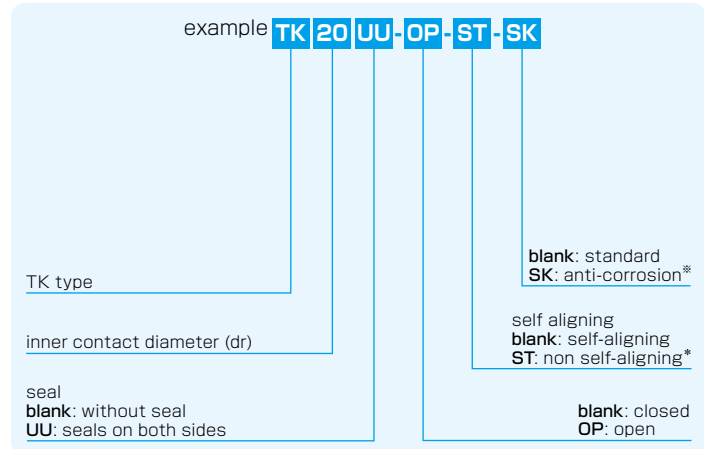 example TK 20 UU-OP-ST-SK
blank: standard
SK: anti-corrosion※
TK type
self aligning
blank: self-aligning
ST: non self-aligning*
inner contact diameter (dr)
seal
blank: without seal
UU: seals on both sides
blank: closed
OP: open